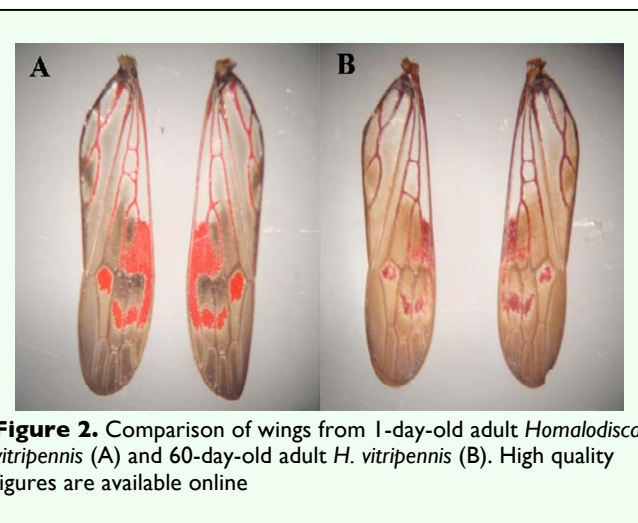 A
B
Figure 2. Comparison of wings from 1-day-old adult Homalodisca
vitripennis (A) and 60-day-old adult H. vitripennis (B). High quality
figures are available online